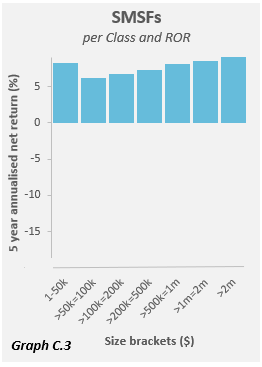 SMSFs
per Class and ROR
5 year annualised net return (%)
5
0
-5
-10
-15
1-50k
>50k=100k
>100k=200k
>200k=500k
>500k=1m
>1m=2m
>2m
Graph C.3
Size brackets ($)